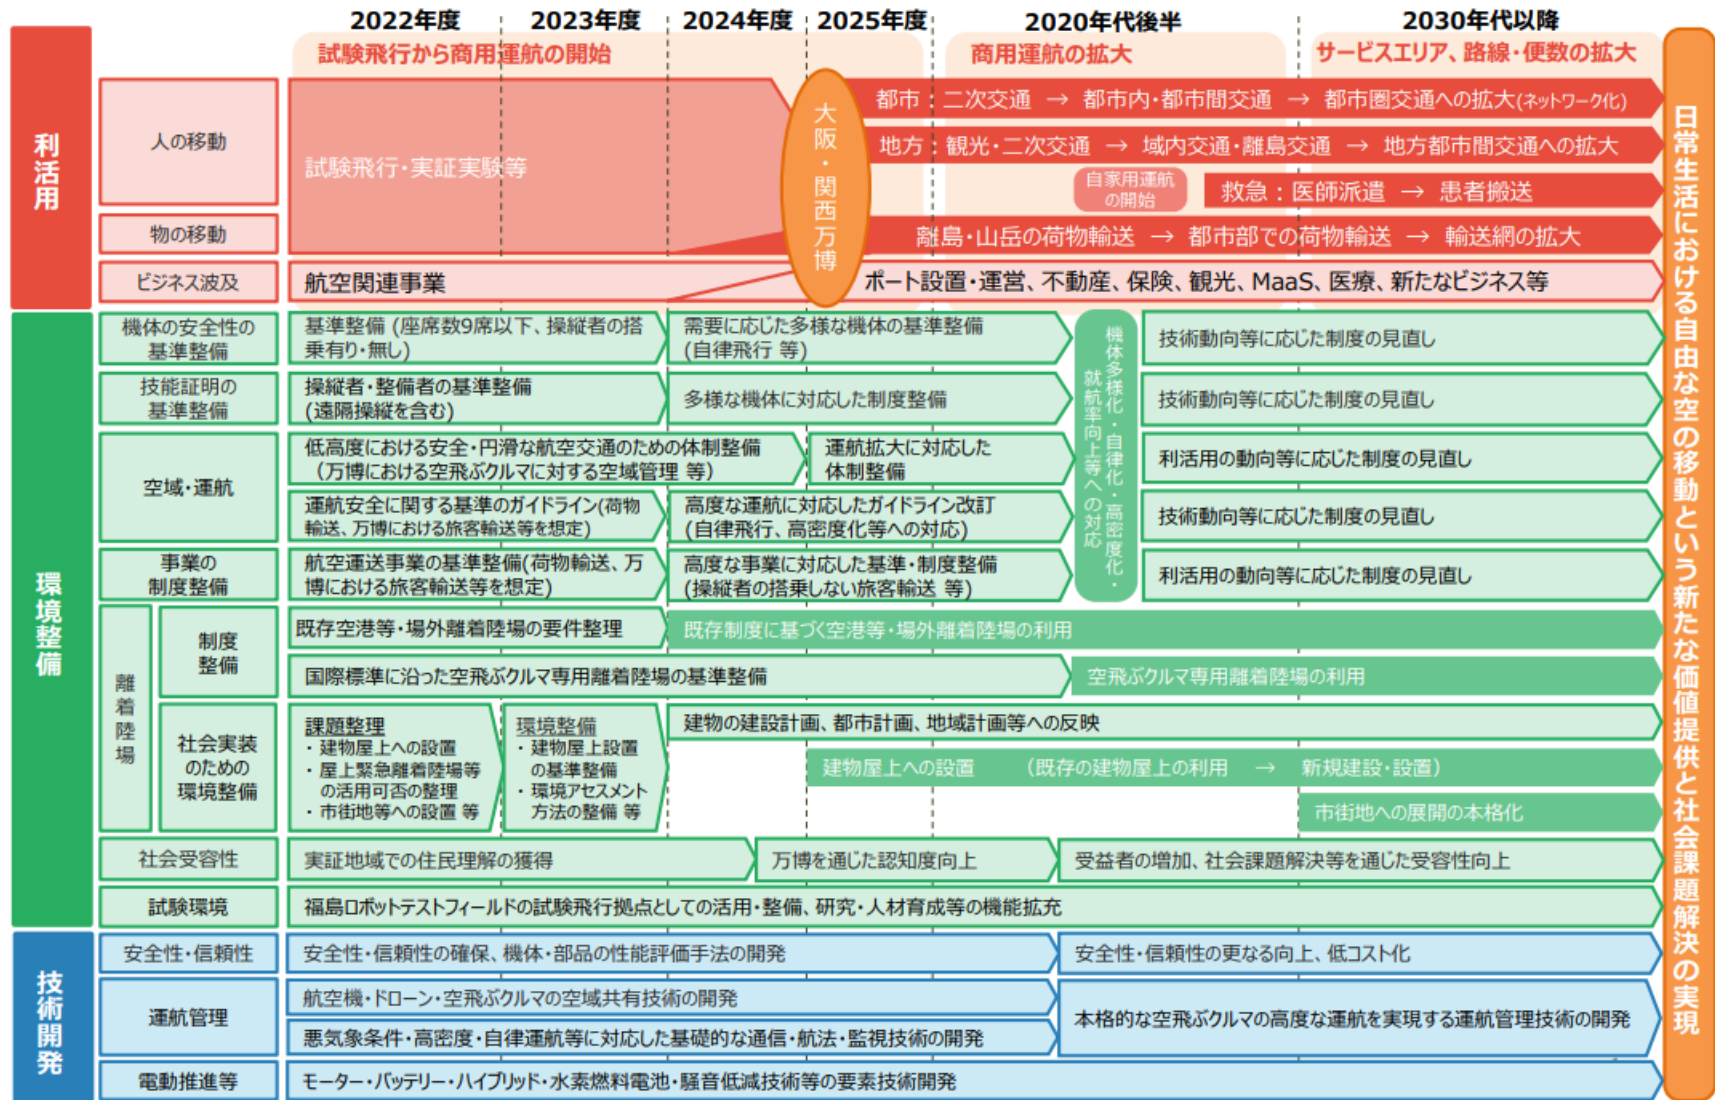 2022年度
2023年度
2024年度
2025年度
2020年代後半
2030年代以降
試験飛行から商用運航の開始
商用運航の拡大
サービスエリア、路線・便数の拡大
利活用
人の移動
試験飛行・実証実験等
大阪・関西万博
都市：二次交通 → 都市内・都市間交通 → 都市圏交通への拡大(ネットワーク化)
地方：観光・二次交通 → 域内交通・離島交通 → 地方都市間交通への拡大
自家用運航
の開始
救急：医師派遣 → 患者搬送
物の移動
離島・山岳の荷物輸送 → 都市部での荷物輸送 → 輸送網の拡大
ビジネス波及
航空関連事業
ポート設置・運営、不動産、保険、観光、MaaS、医療、新たなビジネス等
環境整備
機体の安全性の
基準整備
基準整備 (座席数9席以下、操縦者の搭
乗有り・無し)
需要に応じた多様な機体の基準整備
(自律飛行 等)
機体多様化・自律化・高密度化・
就航率向上等への対応
技術動向等に応じた制度の見直し
技能証明の
基準整備
操縦者・整備者の基準整備
(遠隔操縦を含む)
多様な機体に対応した制度整備
技術動向等に応じた制度の見直し
空域・運航
低高度における安全・円滑な航空交通のための体制整備
（万博における空飛ぶクルマに対する空域管理 等）
運航拡大に対応した
体制整備
利活用の動向等に応じた制度の見直し
運航安全に関する基準のガイドライン(荷物
輸送、万博における旅客輸送等を想定)
高度な運航に対応したガイドライン改訂
(自律飛行、高密度化等への対応)
技術動向等に応じた制度の見直し
事業の
制度整備
航空運送事業の基準整備(荷物輸送、万
博における旅客輸送等を想定)
高度な事業に対応した基準・制度整備
(操縦者の搭乗しない旅客輸送 等)
利活用の動向等に応じた制度の見直し
離着陸場
制度
整備
既存空港等・場外離着陸場の要件整理
既存制度に基づく空港等・場外離着陸場の利用
国際標準に沿った空飛ぶクルマ専用離着陸場の基準整備
空飛ぶクルマ専用離着陸場の利用
社会実装
のための
環境整備
課題整理
・建物屋上への設置
・屋上緊急離着陸場等
の活用可否の整理
・市街地等への設置 等
環境整備
・建物屋上設置
の基準整備
・環境アセスメント
方法の整備 等
建物の建設計画、都市計画、地域計画等への反映
建物屋上への設置 （既存の建物屋上の利用 → 新規建設・設置）
市街地への展開の本格化
社会受容性
実証地域での住民理解の獲得
万博を通じた認知度向上
受益者の増加、社会課題解決等を通じた受容性向上
試験環境
福島ロボットテストフィールドの試験飛行拠点としての活用・整備、研究・人材育成等の機能拡充
技術開発
安全性・信頼性
安全性・信頼性の確保、機体・部品の性能評価手法の開発
安全性・信頼性の更なる向上、低コスト化
運航管理
航空機・ドローン・空飛ぶクルマの空域共有技術の開発
悪気象条件・高密度・自律運航等に対応した基礎的な通信・航法・監視技術の開発
本格的な空飛ぶクルマの高度な運航を実現する運航管理技術の開発
電動推進等
モーター・バッテリー・ハイブリッド・水素燃料電池・騒音低減技術等の要素技術開発
日常生活における自由な空の移動という新たな価値提供と社会課題解決の実現